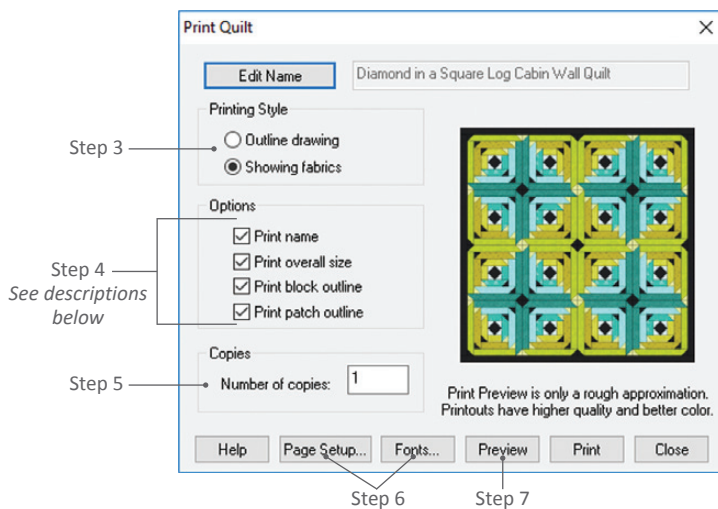 Print Quilt
Edit Name
Diamond in a Square Log Cabin Wall Quilt
Printing Style
Step 3
Outline drawing
Showing fabrics
Options
Print name
Print overall size
Print block outline
Print patch outline
Step 4
See descriptions
below
Copies
Step 5
Number of copies:
1
Print Preview is only a rough approximation.
Printouts have higher quality and better color.
Help
Page Setup...
Fonts...
Preview
Print
Close
Step 6
Step 7